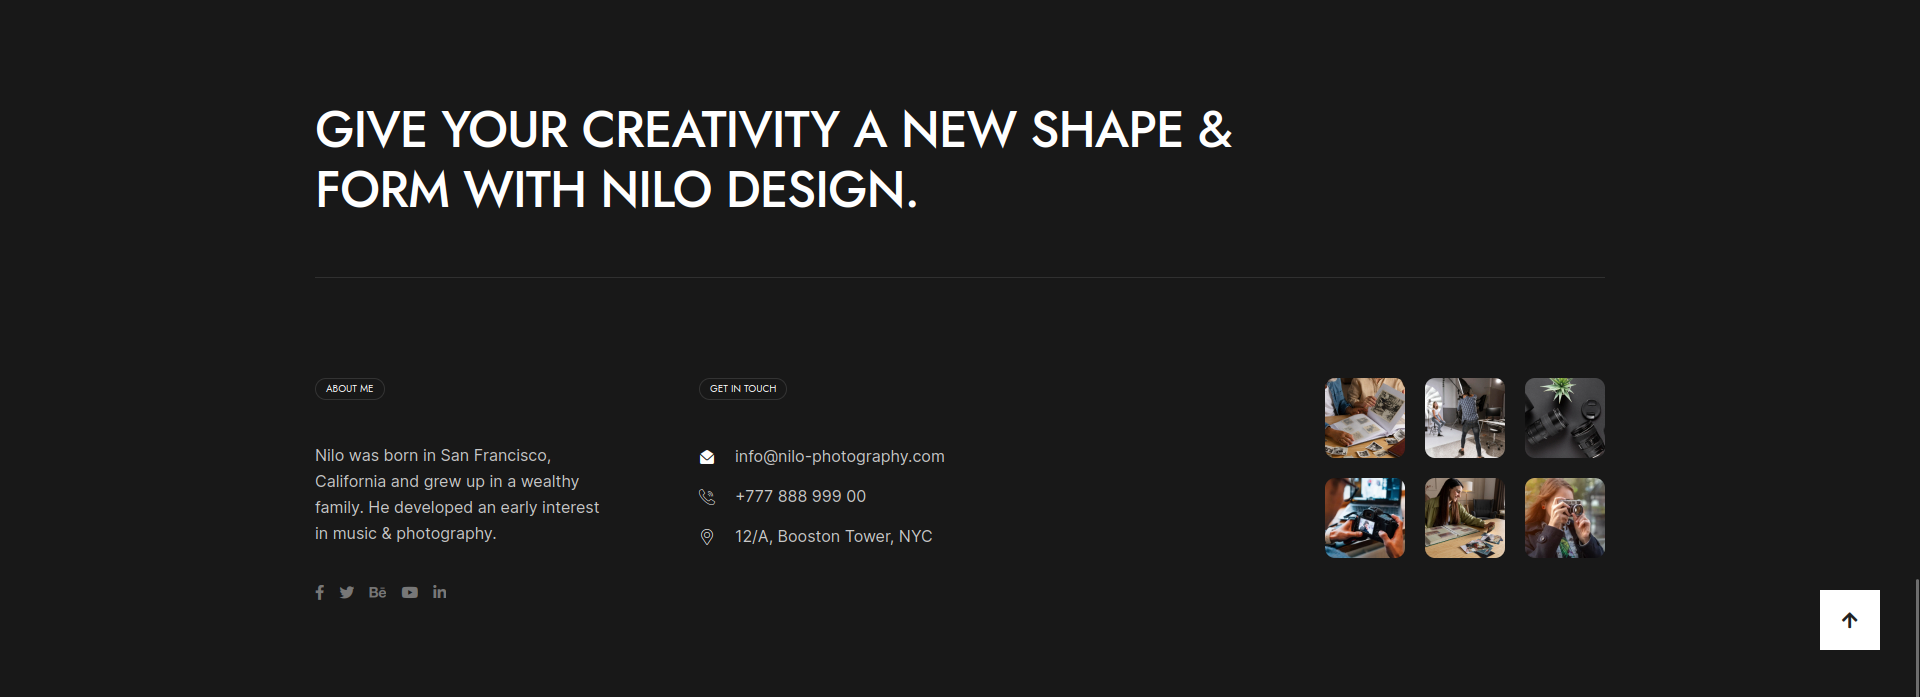 GIVE YOUR CREATIVITY A NEW SHAPE &
FORM WITH NILO DESIGN.
ABOUT ME
Nilo was born in San Francisco,
California and grew up in a wealthy
family. He developed an early interest
in music & photography.
Bē
in
GET IN TOUCH
info@nilo-photography.com
+777 888 999 00
12/A, Booston Tower, NYC